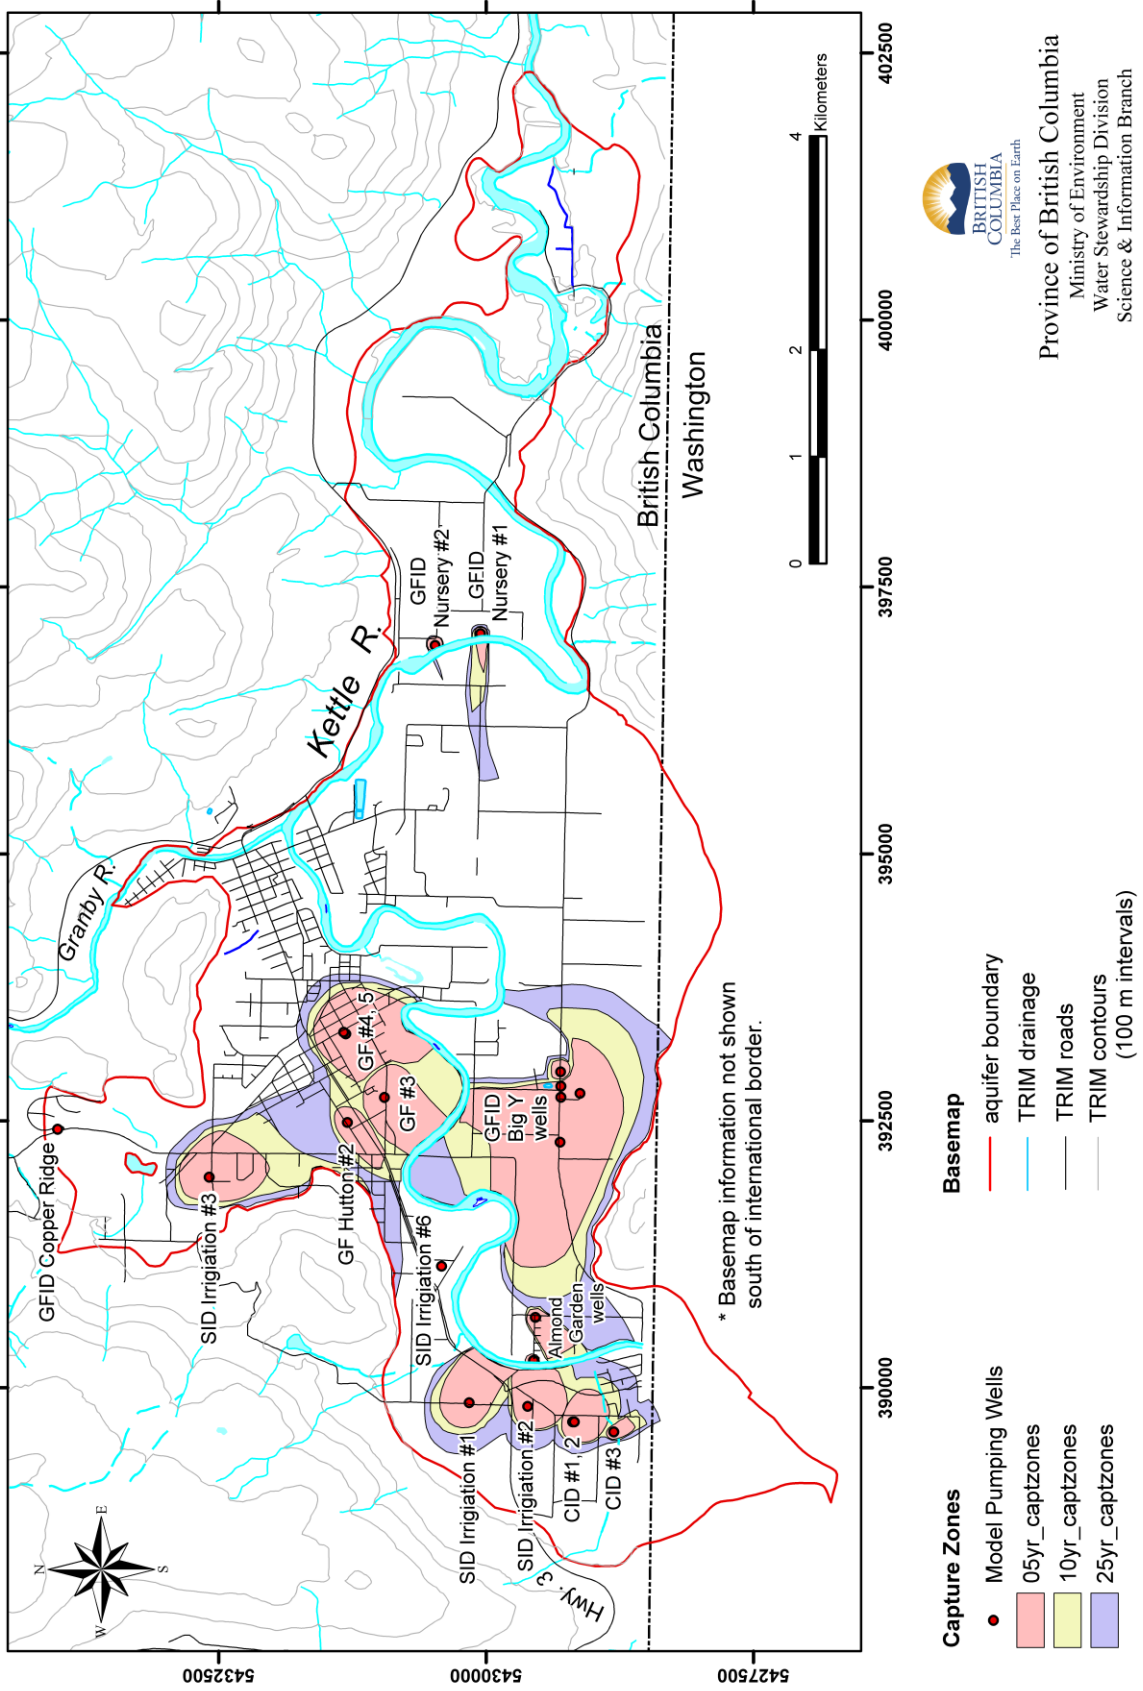 N
W
E
S
Granby R.
Kettle R.
Hwy. 3
GFID Copper Ridge
SID Irrigiation #3
GF Hutton #2
SID Irrigiation #6
SID Irrigiation #1
SID Irrigiation #2
CID #1, 2
CID #3
GF #4, 5
GF #3
GFID
Big Y
wells
Almond
Garden
wells
GFID
Nursery #2
GFID
Nursery #1
British Columbia
Washington
* Basemap information not shown
south of international border.
0
1
2
4
Kilometers
5432500
5430000
5427500
390000
392500
395000
397500
400000
402500
Capture Zones
Model Pumping Wells
05yr_captzones
10yr_captzones
25yr_captzones
Basemap
aquifer boundary
TRIM drainage
TRIM roads
TRIM contours
(100 m intervals)
BRITISH
COLUMBIA
The Best Place on Earth
Province of British Columbia
Ministry of Environment
Water Stewardship Division
Science & Information Branch